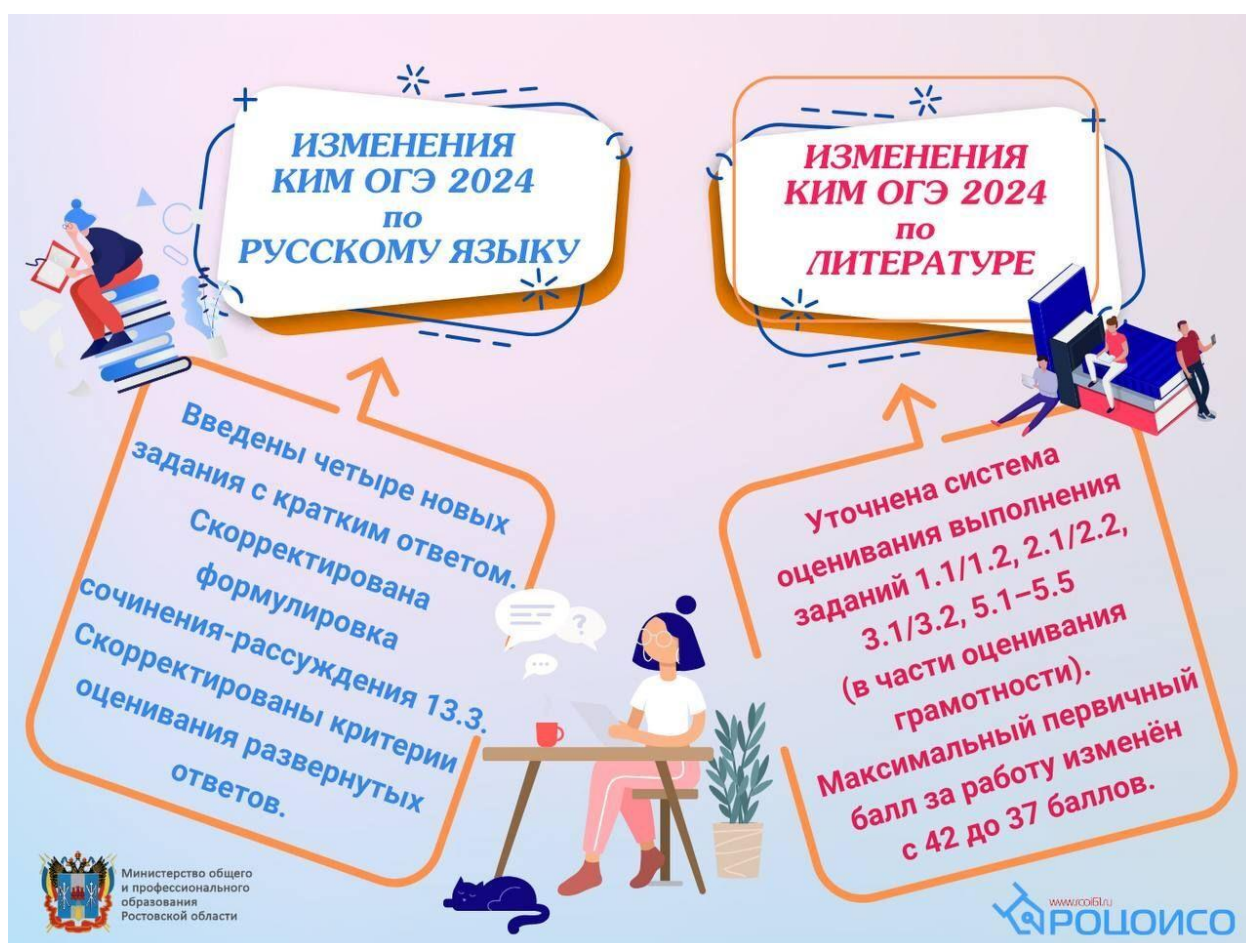 ИЗМЕНЕНИЯ
КИМ ОГЭ 2024
по
РУССКОМУ ЯЗЫКУ
Введены четыре новых
задания с кратким ответом.
Скорректирована
формулировка
сочинения-рассуждения 13.3.
Скорректированы критерии
оценивания развернутых
ответов.
ИЗМЕНЕНИЯ
КИМ ОГЭ 2024
по
ЛИТЕРАТУРЕ
Уточнена система
оценивания выполнения
заданий 1.1/1.2, 2.1/2.2,
3.1/3.2, 5.1–5.5
(в части оценивания
грамотности).
Максимальный первичный
балл за работу изменён
с 42 до 37 баллов.
?
Министерство общего
и профессионального
образования
Ростовской области
www.rcoi61.ru
РОЦОИСО